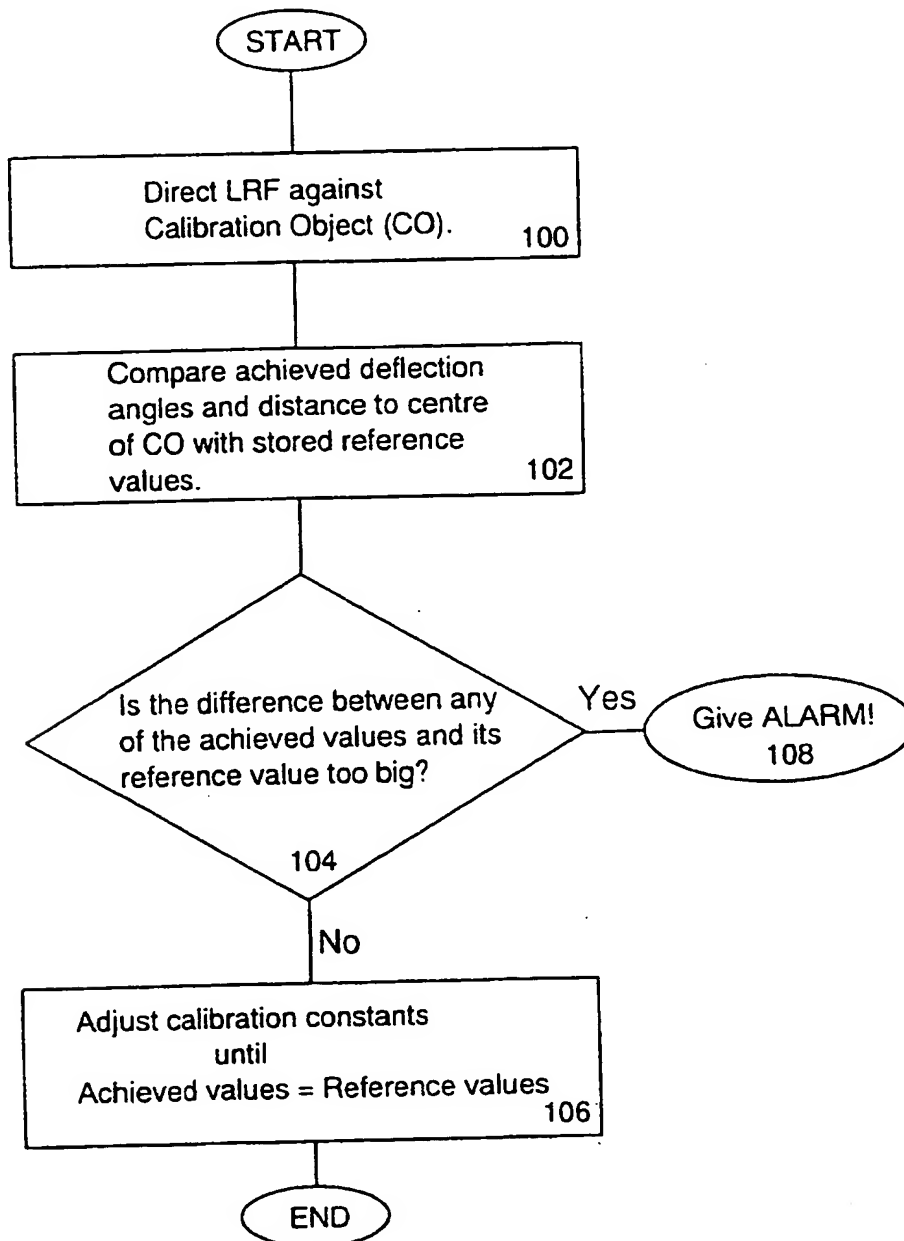 START
Direct LRF against
Calibration Object (CO).
100
Compare achieved deflection
angles and distance to centre
of CO with stored reference
values.
102
Is the difference between any
of the achieved values and its
reference value too big?
104
Yes
Give ALARM!
108
No
Adjust calibration constants
until
Achieved values = Reference values
106
END